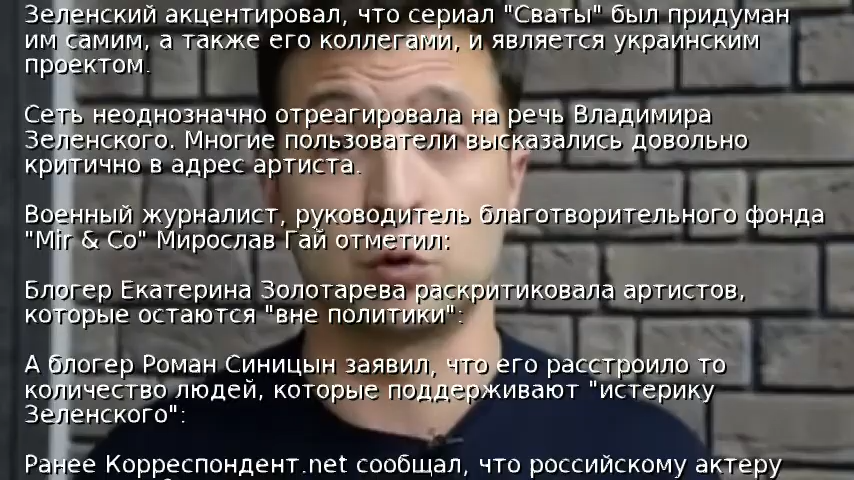 Зеленский акцентировал, что сериал "Сваты" был придуман
им самим, а также его коллегами, и является украинским
проектом.
Сеть неоднозначно отреагировала на речь Владимира
Зеленского. Многие пользователи высказались довольно
критично в адрес артиста.
Военный журналист, руководитель благотворительного фонда
"Mir & Co" Мирослав Гай отметил:
Блогер Екатерина Золотарева раскритиковала артистов,
которые остаются "вне политики":
А блогер Роман Синицын заявил, что его расстроило то
количество людей, которые поддерживают "истерику
Зеленского":
Ранее Корреспондент.net сообщал, что российскому актеру